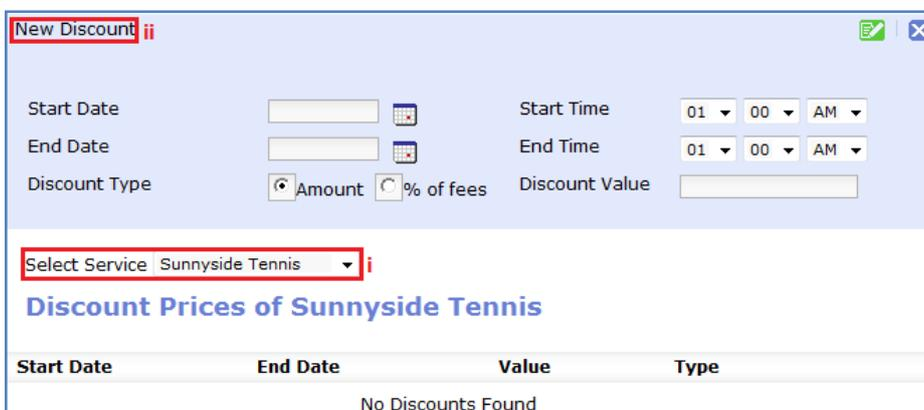 New Discount ii
Start Date Start Time 01 00 AM
End Date End Time 01 00 AM
Discount Type Amount % of fees Discount Value
Select Service Sunnyside Tennis i
Discount Prices of Sunnyside Tennis
Start Date End Date Value Type
No Discounts Found